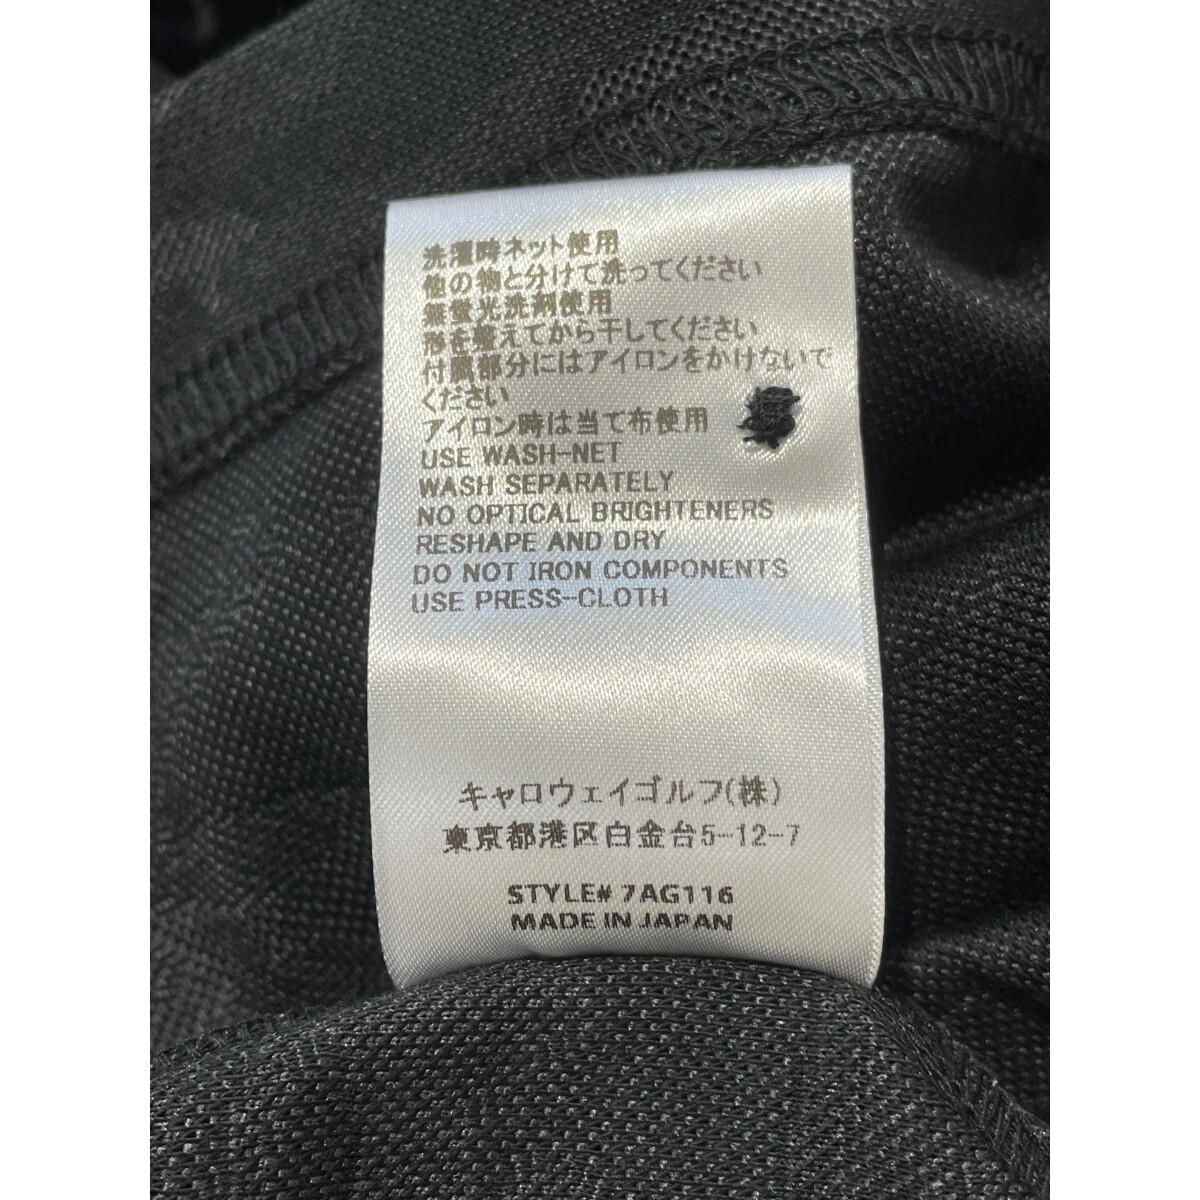 洗濯時ネット使用
他の物と分けて洗ってください
無蛍光洗剤使用
形を整えてから干してください
付属部分にはアイロンをかけないで
ください
アイロン時は当て布使用
USE WASH-NET
WASH SEPARATELY
NO OPTICAL BRIGHTENERS
RESHAPE AND DRY
DO NOT IRON COMPONENTS
USE PRESS-CLOTH
キャロウェイゴルフ(株)
東京都港区白金台5-12-7
STYLE# 7AG116
MADE IN JAPAN